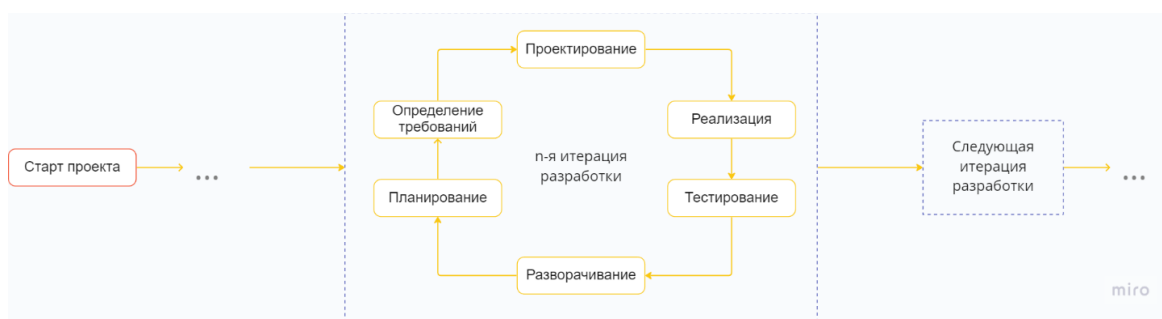 Старт проекта
...
Проектирование
Определение
требований
Реализация
n-я итерация
разработки
Планирование
Тестирование
Разворачивание
Следующая
итерация
разработки
...
miro